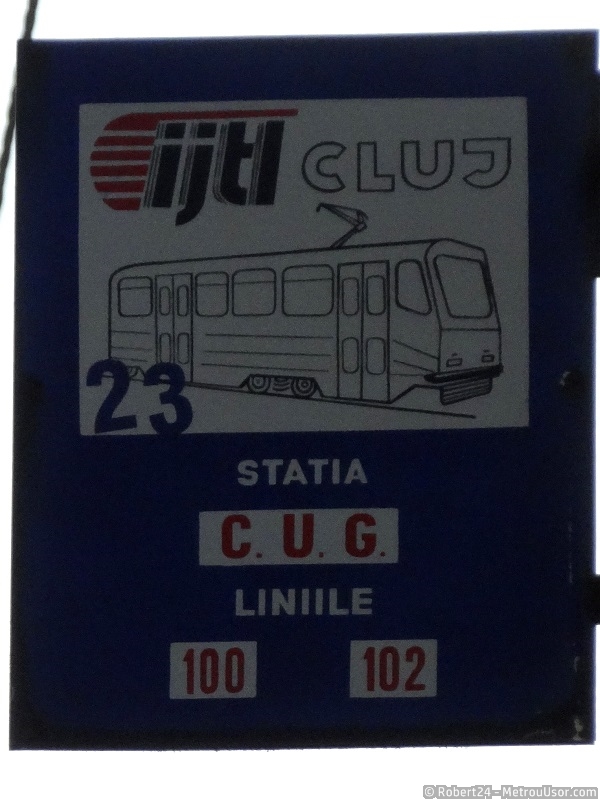 ijtl CLUJ
23
STATIA
C. U. G.
LINIILE
100 102
© Robert24 - MetrouUsor.com